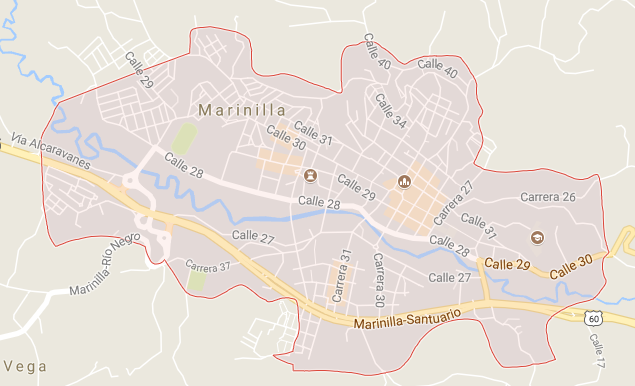 Calle 40
Calle 40
Calle 29
Marinilla
Calle 34
Calle 31
Calle 30
Vía Alcaravanes
Calle 28
Calle 29
Carrera 27
Carrera 26
Calle 28
Calle 31
Calle 27
Calle 28
Marinilla-Río Negro
Carrera 37
Calle 29
Calle 30
Carrera 31
Carrera 30
Calle 27
Marinilla-Santuario
60
Calle 17
Vega